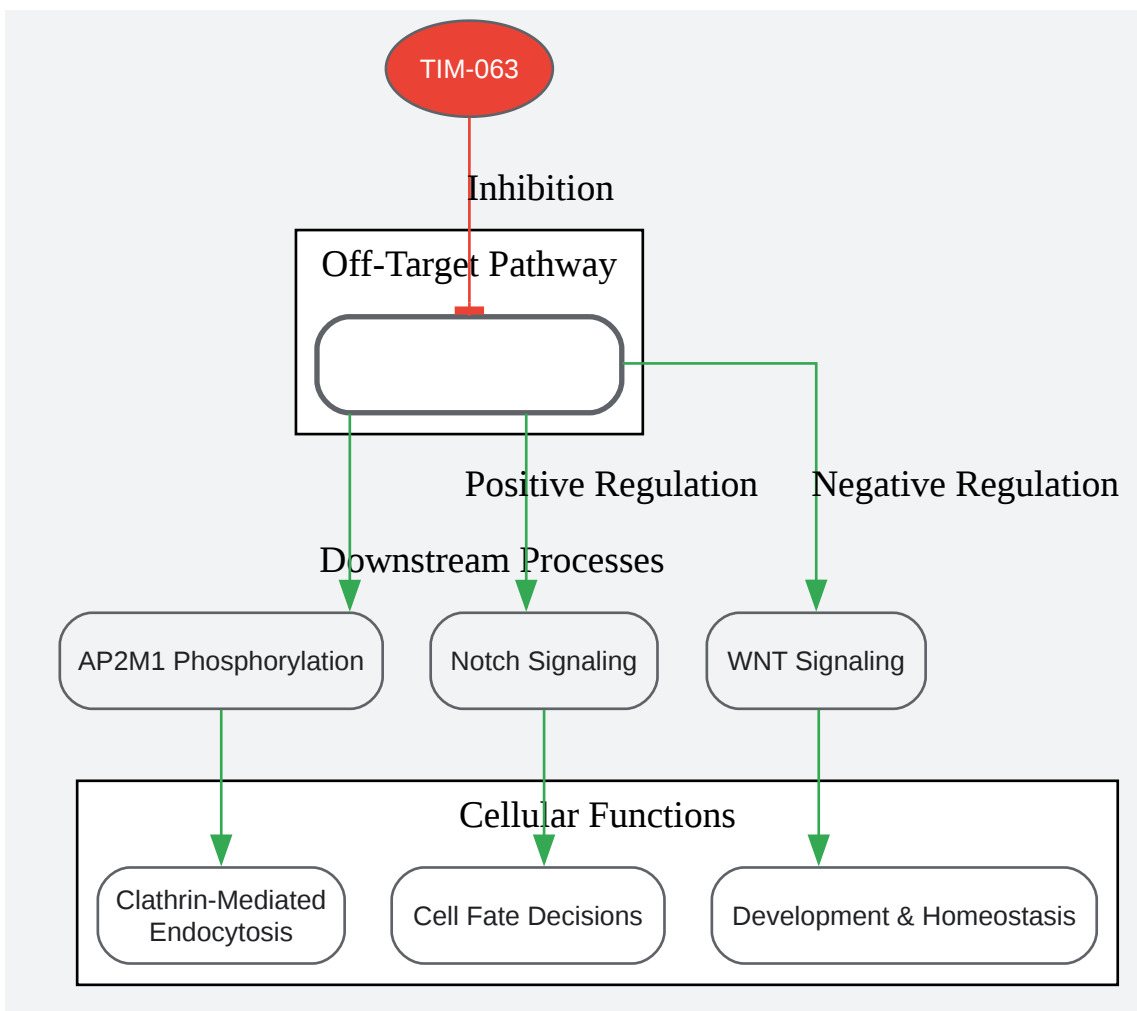 TIM-063
Inhibition
Off-Target Pathway
Positive Regulation
Negative Regulation
Downstream Processes
AP2M1 Phosphorylation
Notch Signaling
WNT Signaling
Cellular Functions
Clathrin-Mediated
Endocytosis
Cell Fate Decisions
Development & Homeostasis